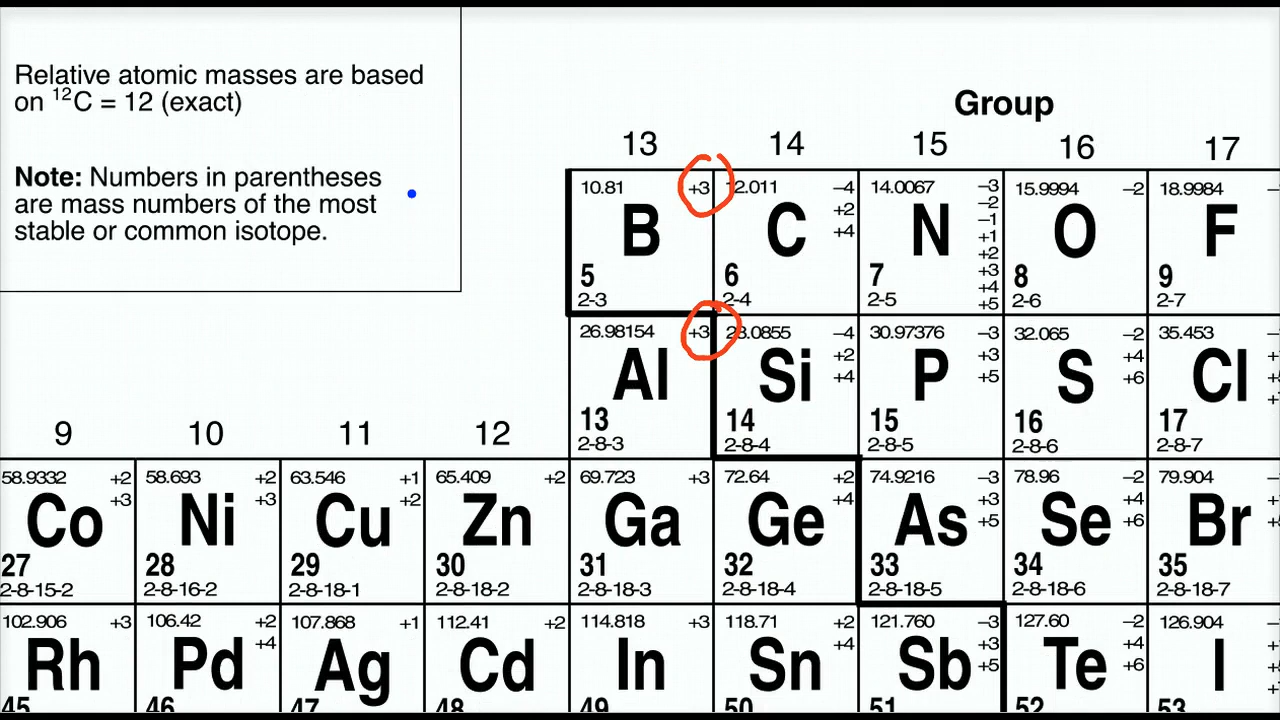 Relative atomic masses are based
on ¹²C = 12 (exact)
Note: Numbers in parentheses
are mass numbers of the most
stable or common isotope.
Group
13 14 15 16 17
10.81 +3
B
5
2-3
12.011 –4
+2
+4
C
6
2-4
14.0067 –3
–2
–1
+1
+2
+3
+4
+5
N
7
2-5
15.9994 –2
O
8
2-6
18.9984
F
9
2-7
26.98154 +3
Al
13
2-8-3
28.0855 –4
+2
+4
Si
14
2-8-4
30.97376 –3
+3
+5
P
15
2-8-5
32.065 –2
+4
+6
S
16
2-8-6
35.453
Cl
17
2-8-7
9 10 11 12
58.9332 +2
+3
Co
27
2-8-15-2
58.693 +2
+3
Ni
28
2-8-16-2
63.546 +1
+2
Cu
29
2-8-18-1
65.409 +2
Zn
30
2-8-18-2
69.723 +3
Ga
31
2-8-18-3
72.64 +2
+4
Ge
32
2-8-18-4
74.9216 –3
+3
+5
As
33
2-8-18-5
78.96 –2
+4
+6
Se
34
2-8-18-6
79.904
Br
35
2-8-18-7
102.906 +3
Rh
45
106.42 +2
+4
Pd
46
107.868 +1
Ag
47
112.41 +2
Cd
48
114.818 +3
In
49
118.71 +2
+4
Sn
50
121.760 –3
+3
+5
Sb
51
127.60 –2
+4
+6
Te
52
126.904
I
53